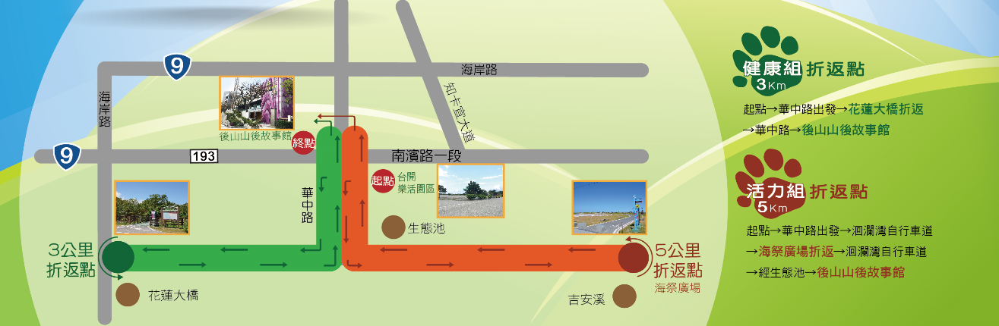 9
海岸路
海岸路
知卡宣大道
後山山後故事館
終點
9
193
南濱路一段
華中路
起點
台開
樂活園區
生態池
3公里
折返點
花蓮大橋
5公里
折返點
海祭廣場
吉安溪
健康組 折返點
3Km
起點→華中路出發→花蓮大橋折返
→華中路→後山山後故事館
活力組 折返點
5Km
起點→華中路出發→洄瀾灣自行車道
→海祭廣場折返→洄瀾灣自行車道
→經生態池→後山山後故事館